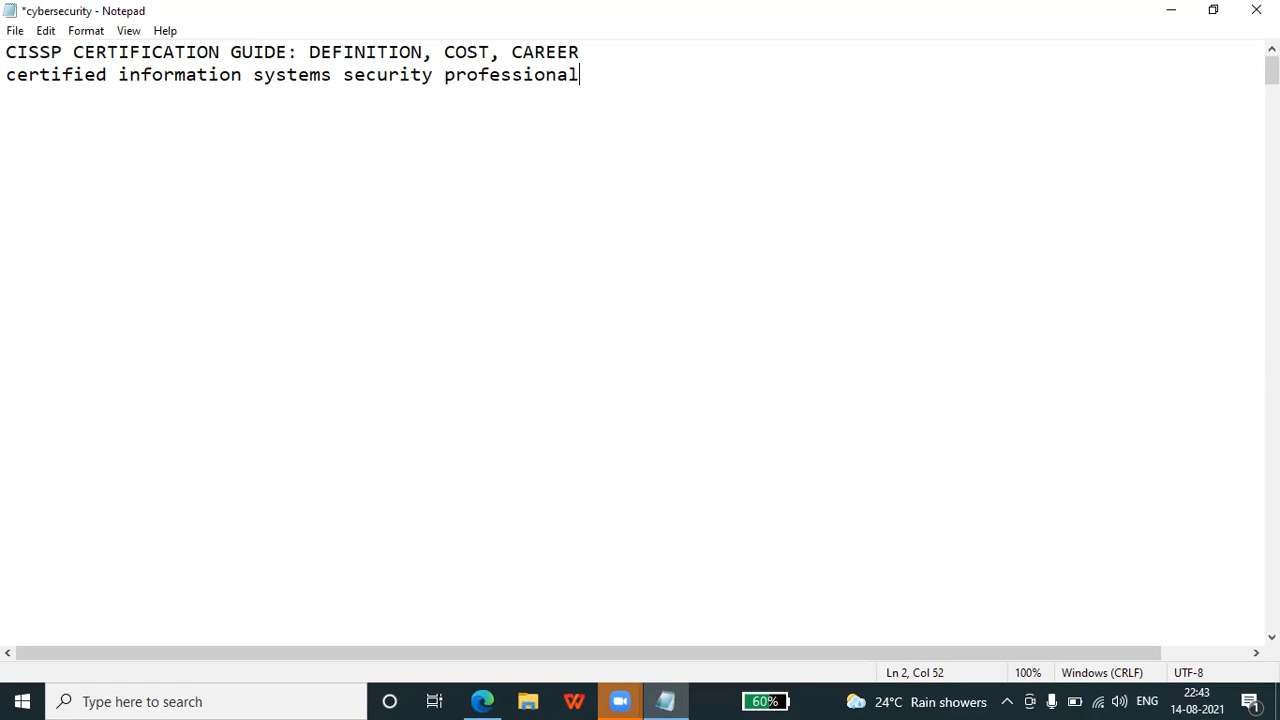 *cybersecurity - Notepad
File Edit Format View Help
CISSP CERTIFICATION GUIDE: DEFINITION, COST, CAREER
certified information systems security professional
Ln 2, Col 52 100% Windows (CRLF) UTF-8
Type here to search 60% 24°C Rain showers ENG 22:43
14-08-2021 1